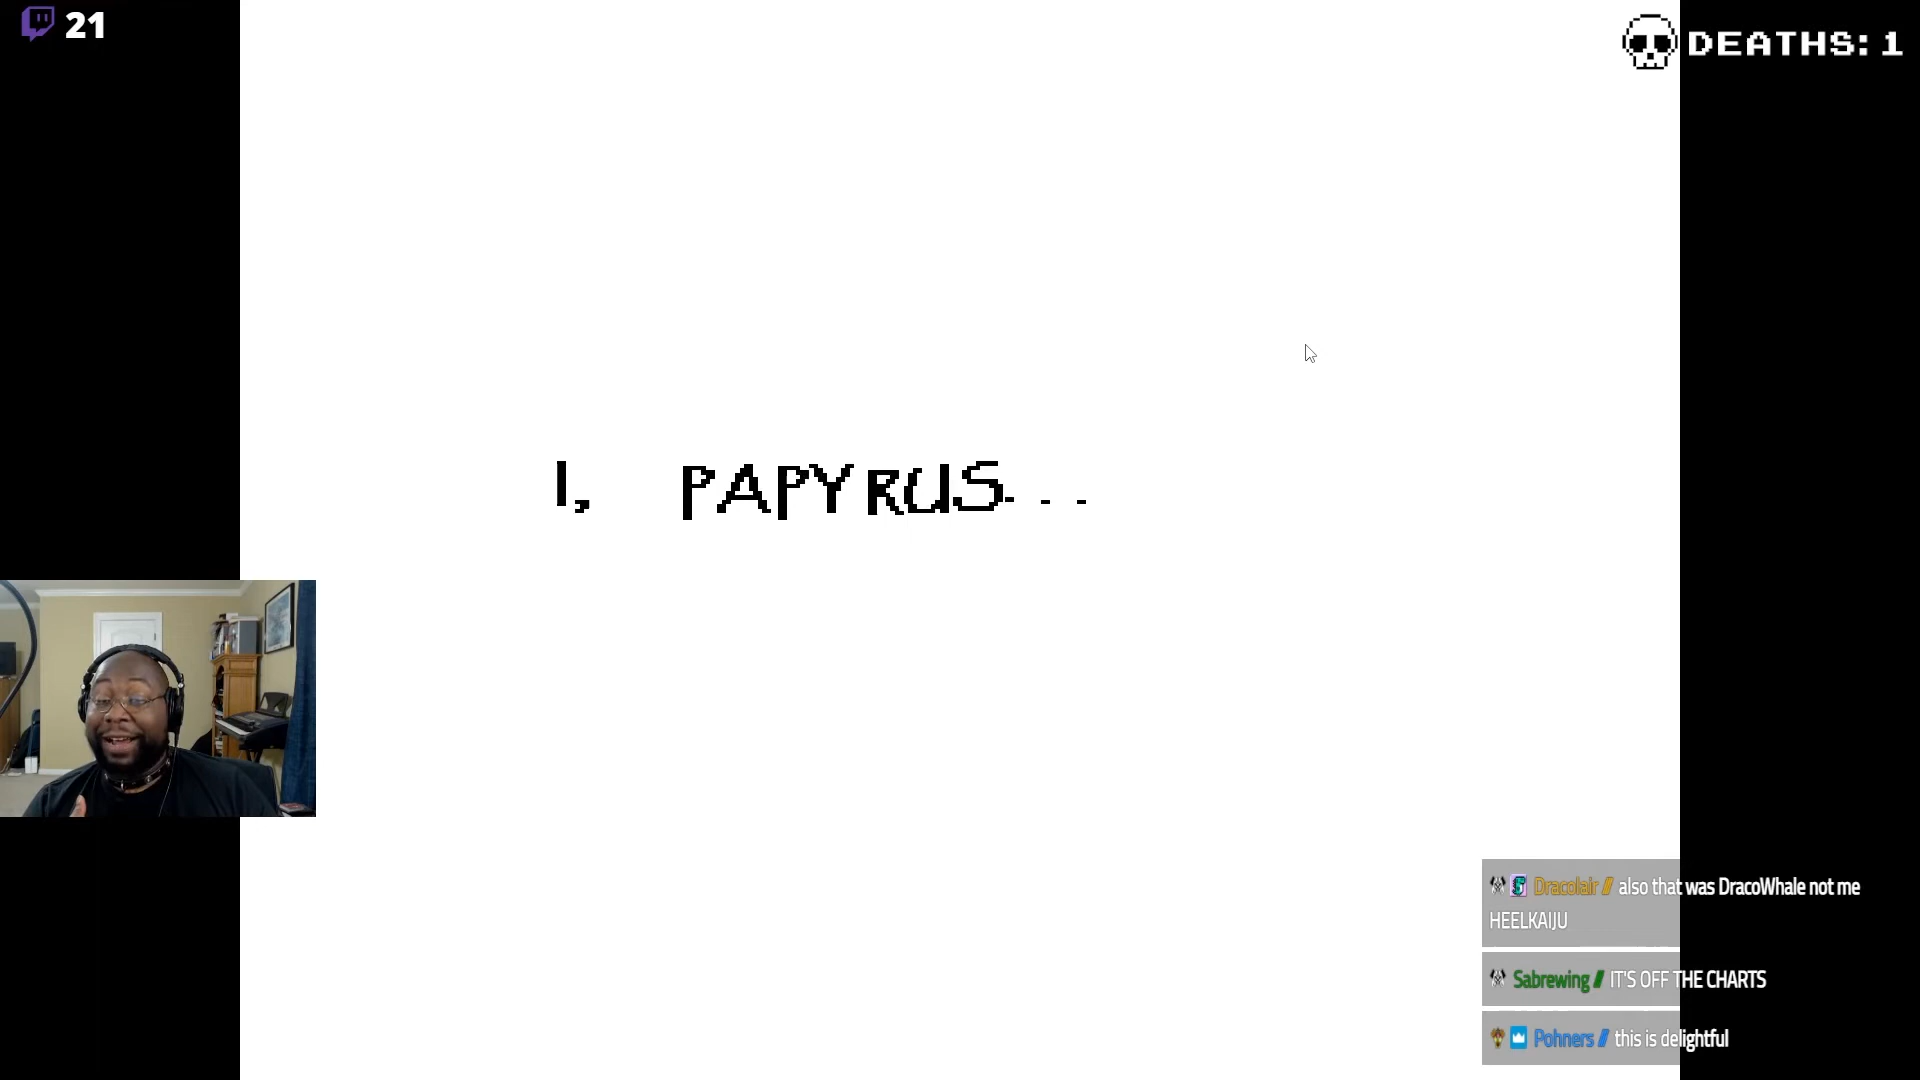 21
DEATHS: 1
I, PAPYRUS...
Dracolair // also that was DracoWhale not me
HEELKAIJU
Sabrewing // IT'S OFF THE CHARTS
Pohners // this is delightful